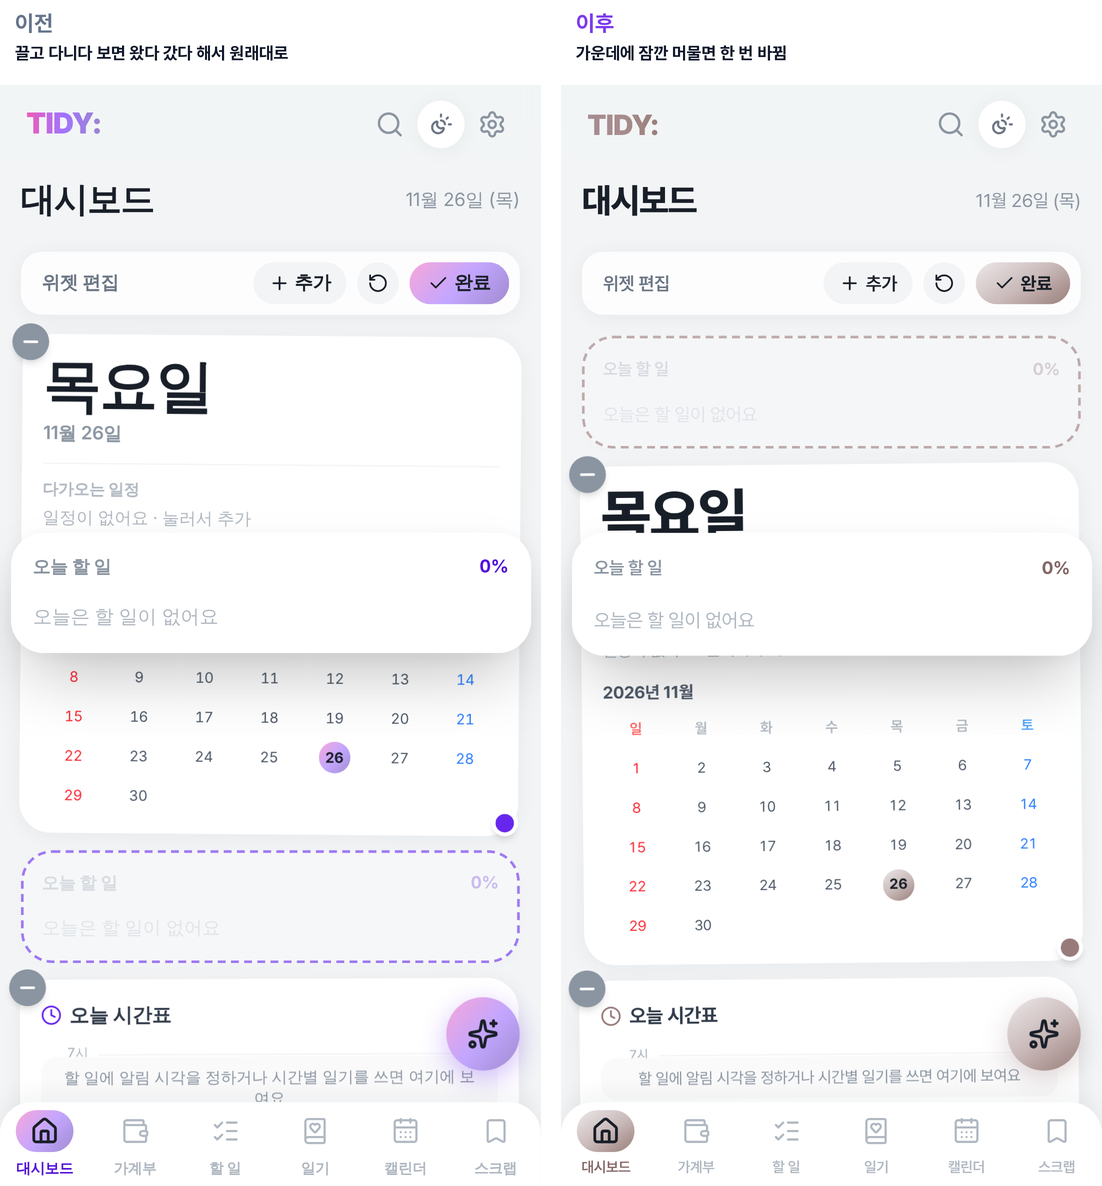 이전
끌고 다니다 보면 왔다 갔다 해서 원래대로
TIDY:
대시보드
11월 26일 (목)
위젯 편집
추가
완료
목요일
11월 26일
다가오는 일정
일정이 없어요 · 눌러서 추가
오늘 할 일
0%
오늘은 할 일이 없어요
8 9 10 11 12 13 14
15 16 17 18 19 20 21
22 23 24 25 26 27 28
29 30
오늘 할 일
0%
오늘은 할 일이 없어요
오늘 시간표
7시
할 일에 알림 시각을 정하거나 시간별 일기를 쓰면 여기에 보
여요
대시보드 가계부 할 일 일기 캘린더 스크랩
이후
가운데에 잠깐 머물면 한 번 바뀜
TIDY:
대시보드
11월 26일 (목)
위젯 편집
추가
완료
오늘 할 일
0%
오늘은 할 일이 없어요
목요일
오늘 할 일
0%
오늘은 할 일이 없어요
2026년 11월
일 월 화 수 목 금 토
1 2 3 4 5 6 7
8 9 10 11 12 13 14
15 16 17 18 19 20 21
22 23 24 25 26 27 28
29 30
오늘 시간표
7시
할 일에 알림 시각을 정하거나 시간별 일기를 쓰면 여기에 보여요
대시보드 가계부 할 일 일기 캘린더 스크랩